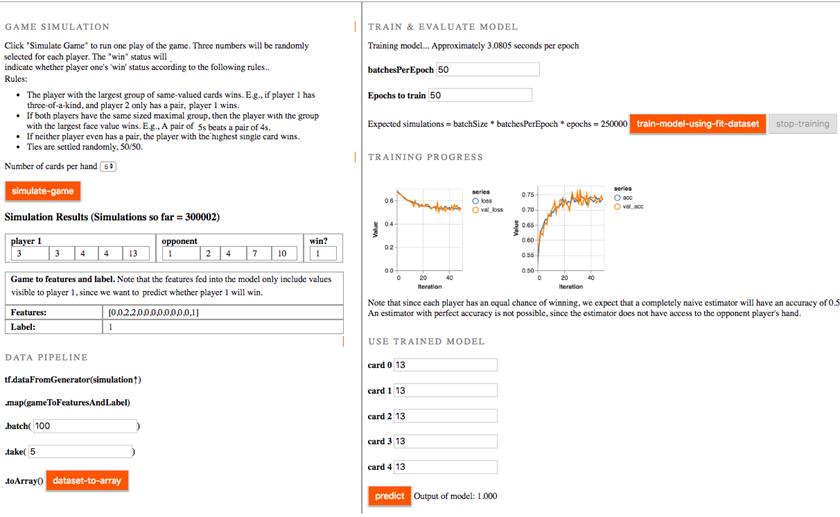 GAME SIMULATION
Click "Simulate Game" to run one play of the game. Three numbers will be randomly
selected for each player. The "win" status will
indicate whether player one's 'win' status according to the following rules..
Rules:
• The player with the largest group of same-valued cards wins. E.g., if player 1 has
three-of-a-kind, and player 2 only has a pair, player 1 wins.
• If both players have the same sized maximal group, then the player with the group
with the largest face value wins. E.g., A pair of 5s beats a pair of 4s.
• If neither player even has a pair, the player with the highest single card wins.
• Ties are settled randomly, 50/50.
Number of cards per hand
simulate-game
Simulation Results (Simulations so far = 300002)
player 1 opponent win?
3 3 4 4 13 1 2 4 7 10 1
Game to features and label. Note that the features fed into the model only include values
visible to player 1, since we want to predict whether player 1 will win.
Features: [0,0,2,2,0,0,0,0,0,0,0,0,1]
Label: 1
DATA PIPELINE
tf.dataFromGenerator(simulation↑)
.map(gameToFeaturesAndLabel)
.batch( 100 )
.take( 5 )
.toArray() dataset-to-array
TRAIN & EVALUATE MODEL
Training model... Approximately 3.0805 seconds per epoch
batchesPerEpoch 50
Epochs to train 50
Expected simulations = batchSize * batchesPerEpoch * epochs = 250000 train-model-using-fit-dataset stop-training
TRAINING PROGRESS
series
loss
val_loss
Value
0.6
0.4
0.2
0.0
0 20 40
Iteration
series
acc
val_acc
Value
0.75
0.70
0.65
0.60
0.55
0.50
0 20 40
Iteration
Note that since each player has an equal chance of winning, we expect that a completely naive estimator will have an accuracy of 0.5
An estimator with perfect accuracy is not possible, since the estimator does not have access to the opponent player's hand.
USE TRAINED MODEL
card 0 13
card 1 13
card 2 13
card 3 13
card 4 13
predict Output of model: 1.000